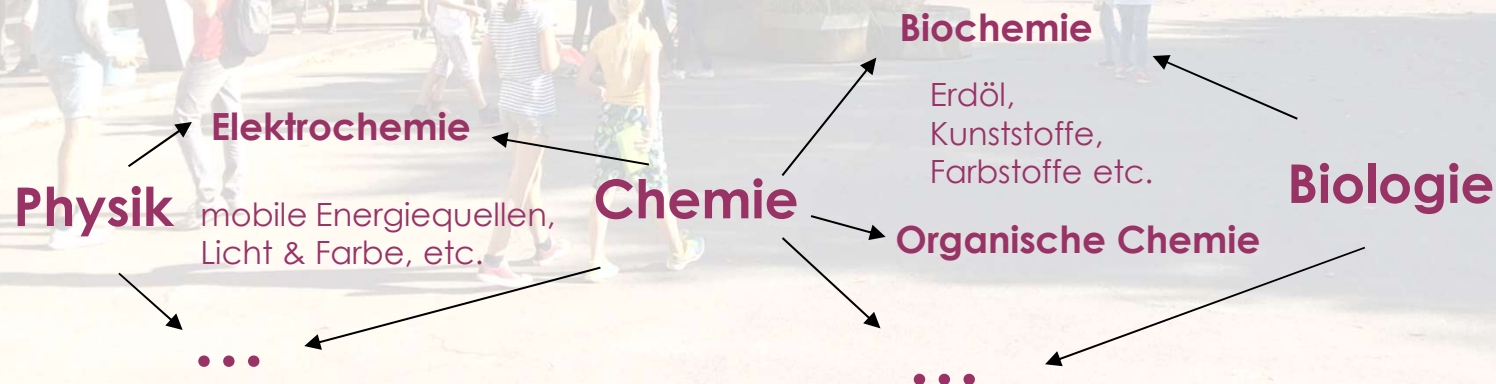 Biochemie
Erdöl,
Kunststoffe,
Farbstoffe etc.
Elektrochemie
Physik
mobile Energiequellen,
Licht & Farbe, etc.
Chemie
Biologie
Organische Chemie
...
...